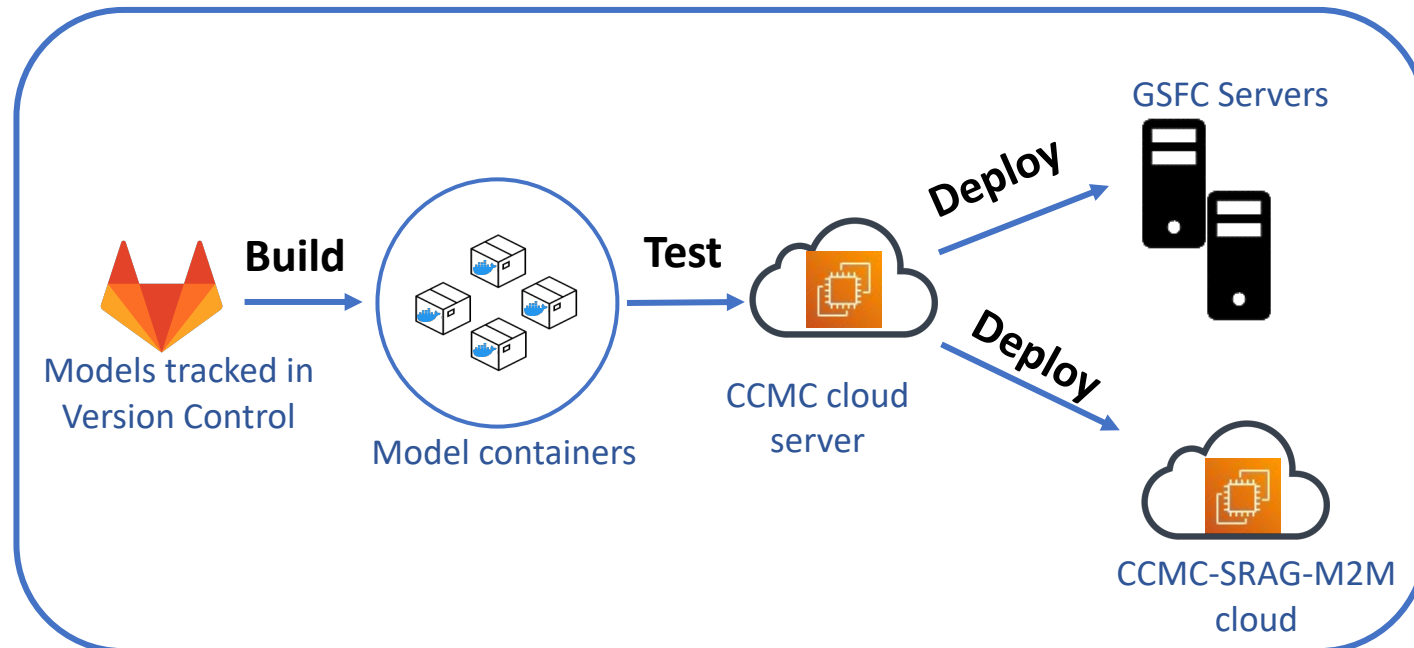 Models tracked in
Version Control
Build
Model containers
Test
CCMC cloud
server
Deploy
GSFC Servers
Deploy
CCMC-SRAG-M2M
cloud